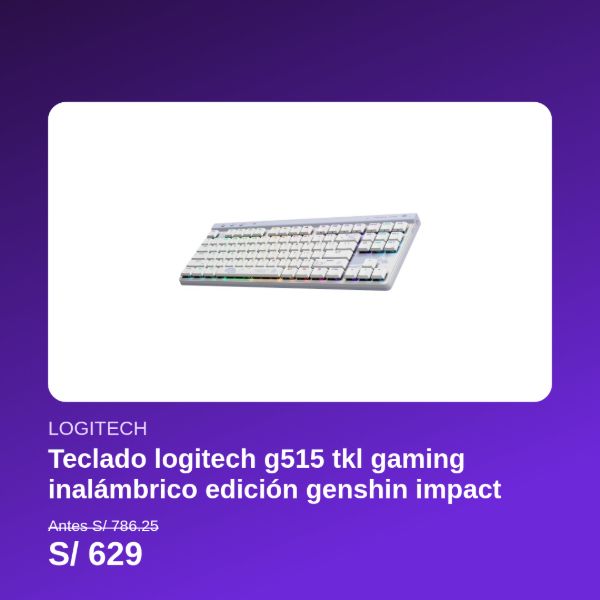 LOGITECH
Teclado logitech g515 tkl gaming
inalámbrico edición genshin impact
Antes S/ 786.25
S/ 629